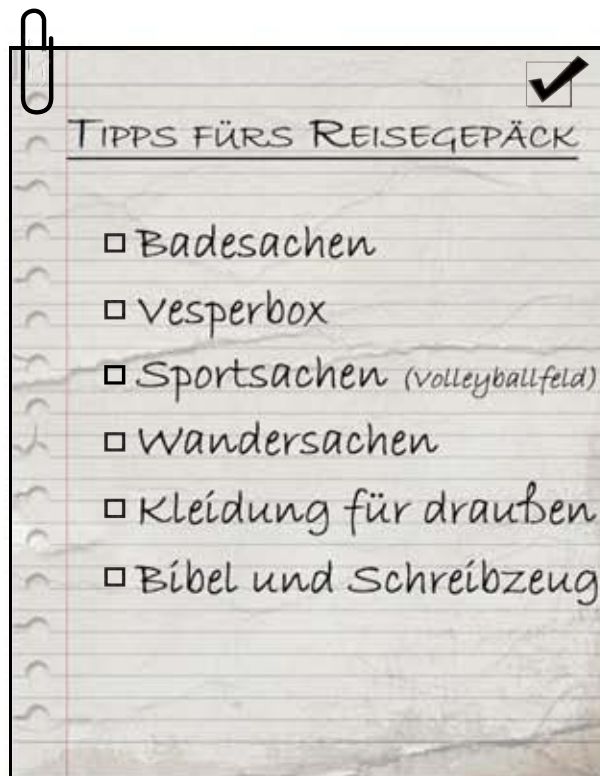 TIPPS FÜRS REISEGEPÄCK
Badesachen
Vesperbox
Sportsachen (Volleyballfeld)
Wandersachen
Kleidung für draußen
Bibel und Schreibzeug